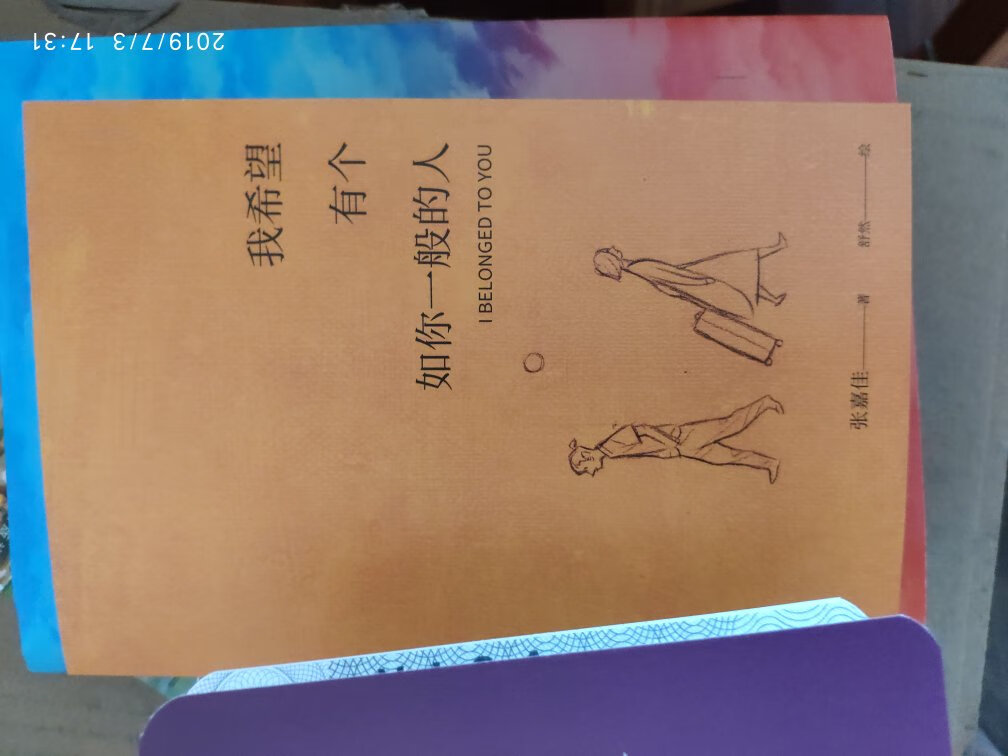 我希望
有个
如你一般的人
I BELONGED TO YOU
张嘉佳——著 舒然——绘
2019/7/3 17:31